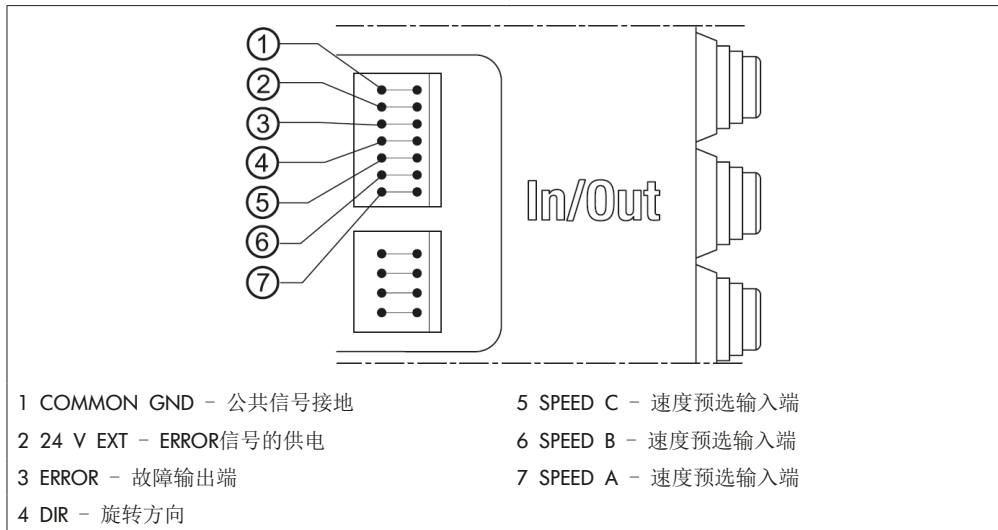 ①
②
③
④
⑤
⑥
⑦
In/Out
1 COMMON GND - 公共信号接地
2 24 V EXT - ERROR信号的供电
3 ERROR - 故障输出端
4 DIR - 旋转方向
5 SPEED C - 速度预选输入端
6 SPEED B - 速度预选输入端
7 SPEED A - 速度预选输入端